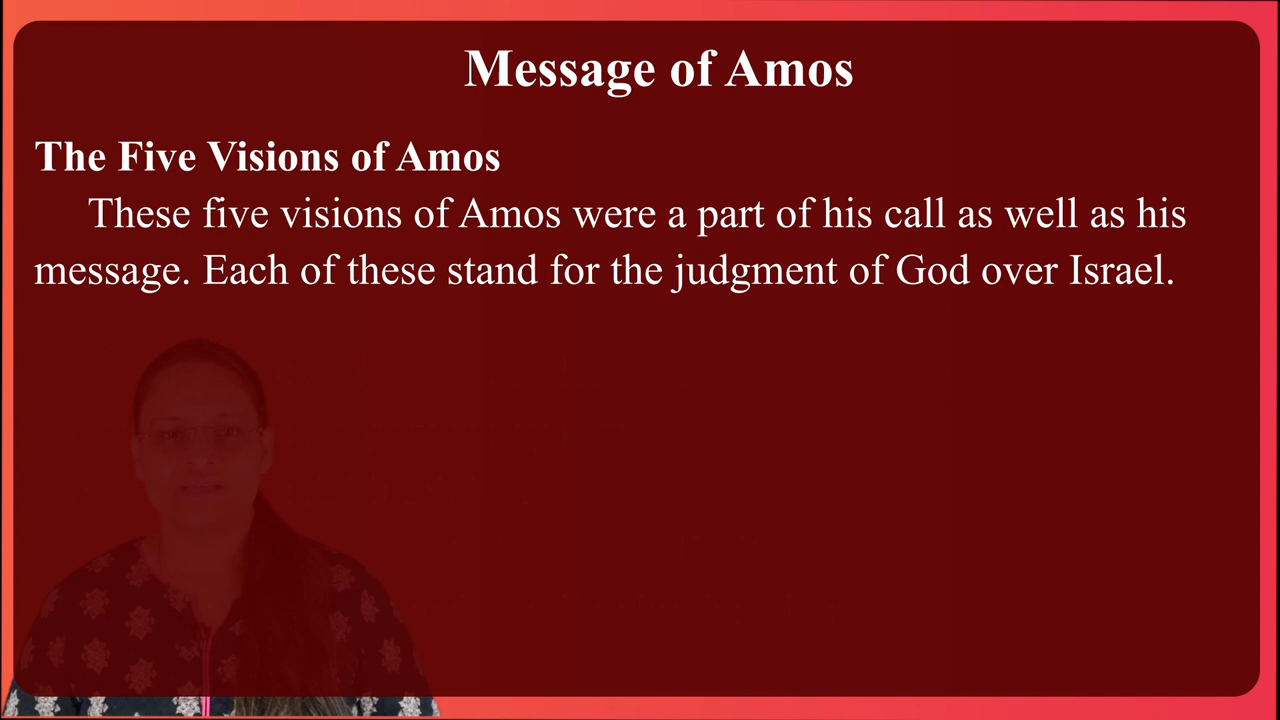 Message of Amos
The Five Visions of Amos
These five visions of Amos were a part of his call as well as his
message. Each of these stand for the judgment of God over Israel.